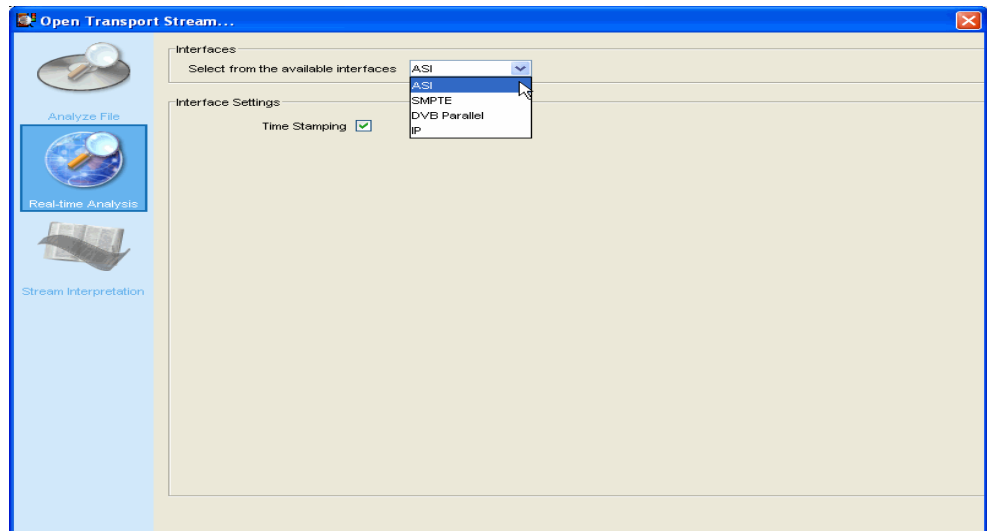 Open Transport Stream...
Analyze File
Real-time Analysis
Stream Interpretation
Interfaces
Select from the available interfaces
ASI
ASI
SMPTE
DVB Parallel
IP
Interface Settings
Time Stamping